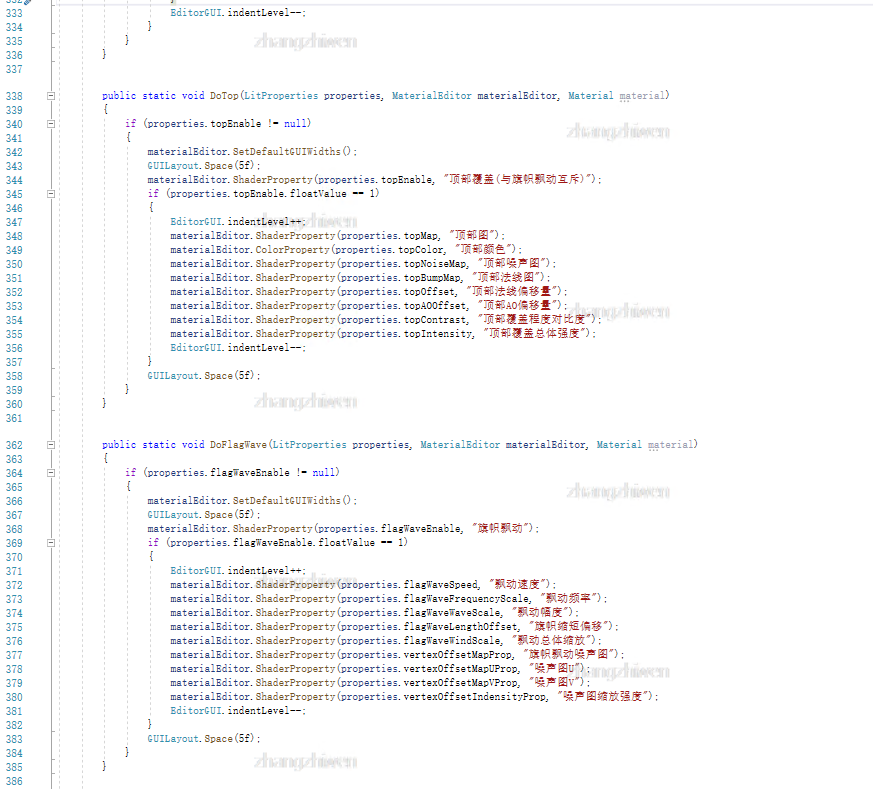 333 EditorGUI.indentLevel--;
334 }
335 }
336 }
337
338 public static void DoTop(LitProperties properties, MaterialEditor materialEditor, Material material)
339 {
340 if (properties.topEnable != null)
341 {
342 materialEditor.SetDefaultGUIWidths();
343 GUILayout.Space(5f);
344 materialEditor.ShaderProperty(properties.topEnable, "顶部覆盖(与旗帜飘动互斥)");
345 if (properties.topEnable.floatValue == 1)
346 {
347 EditorGUI.indentLevel++;
348 materialEditor.ShaderProperty(properties.topMap, "顶部图");
349 materialEditor.ColorProperty(properties.topColor, "顶部颜色");
350 materialEditor.ShaderProperty(properties.topNoiseMap, "顶部噪声图");
351 materialEditor.ShaderProperty(properties.topBumpMap, "顶部法线图");
352 materialEditor.ShaderProperty(properties.topOffset, "顶部法线偏移量");
353 materialEditor.ShaderProperty(properties.topAOOffset, "顶部AO偏移量");
354 materialEditor.ShaderProperty(properties.topContrast, "顶部覆盖程度对比度");
355 materialEditor.ShaderProperty(properties.topIntensity, "顶部覆盖总体强度");
356 EditorGUI.indentLevel--;
357 }
358 GUILayout.Space(5f);
359 }
360 }
361
362 public static void DoFlagWave(LitProperties properties, MaterialEditor materialEditor, Material material)
363 {
364 if (properties.flagWaveEnable != null)
365 {
366 materialEditor.SetDefaultGUIWidths();
367 GUILayout.Space(5f);
368 materialEditor.ShaderProperty(properties.flagWaveEnable, "旗帜飘动");
369 if (properties.flagWaveEnable.floatValue == 1)
370 {
371 EditorGUI.indentLevel++;
372 materialEditor.ShaderProperty(properties.flagWaveSpeed, "飘动速度");
373 materialEditor.ShaderProperty(properties.flagWaveFrequencyScale, "飘动频率");
374 materialEditor.ShaderProperty(properties.flagWaveWaveScale, "飘动幅度");
375 materialEditor.ShaderProperty(properties.flagWaveLengthOffset, "旗帜缩短偏移");
376 materialEditor.ShaderProperty(properties.flagWaveWindScale, "飘动总体缩放");
377 materialEditor.ShaderProperty(properties.vertexOffsetMapProp, "旗帜飘动噪声图");
378 materialEditor.ShaderProperty(properties.vertexOffsetMapUProp, "噪声图U");
379 materialEditor.ShaderProperty(properties.vertexOffsetMapVProp, "噪声图V");
380 materialEditor.ShaderProperty(properties.vertexOffsetIndensityProp, "噪声图缩放强度");
381 EditorGUI.indentLevel--;
382 }
383 GUILayout.Space(5f);
384 }
385 }
386